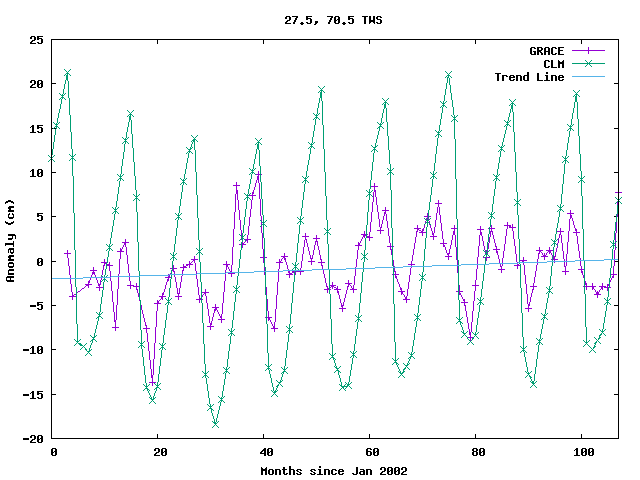 27.5, 70.5 TWS
GRACE
CLM
Trend Line
25
20
15
10
5
0
-5
-10
-15
-20
Anomaly (cm)
0 20 40 60 80 100
Months since Jan 2002